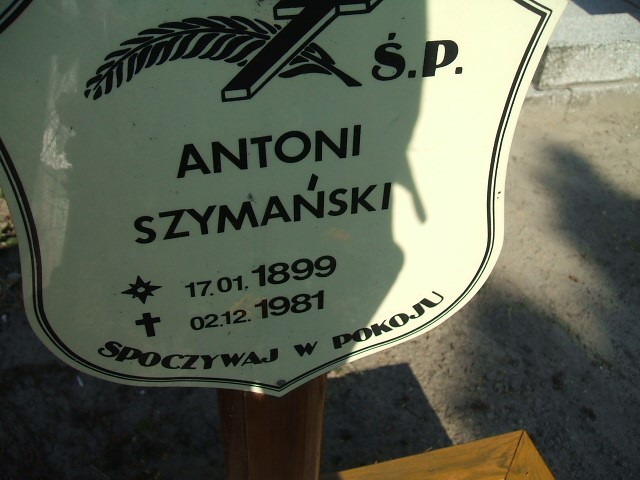 Ś.P.
ANTONI
SZYMAŃSKI
17.01.1899
02.12.1981
SPOCZYWAJ W POKOJU